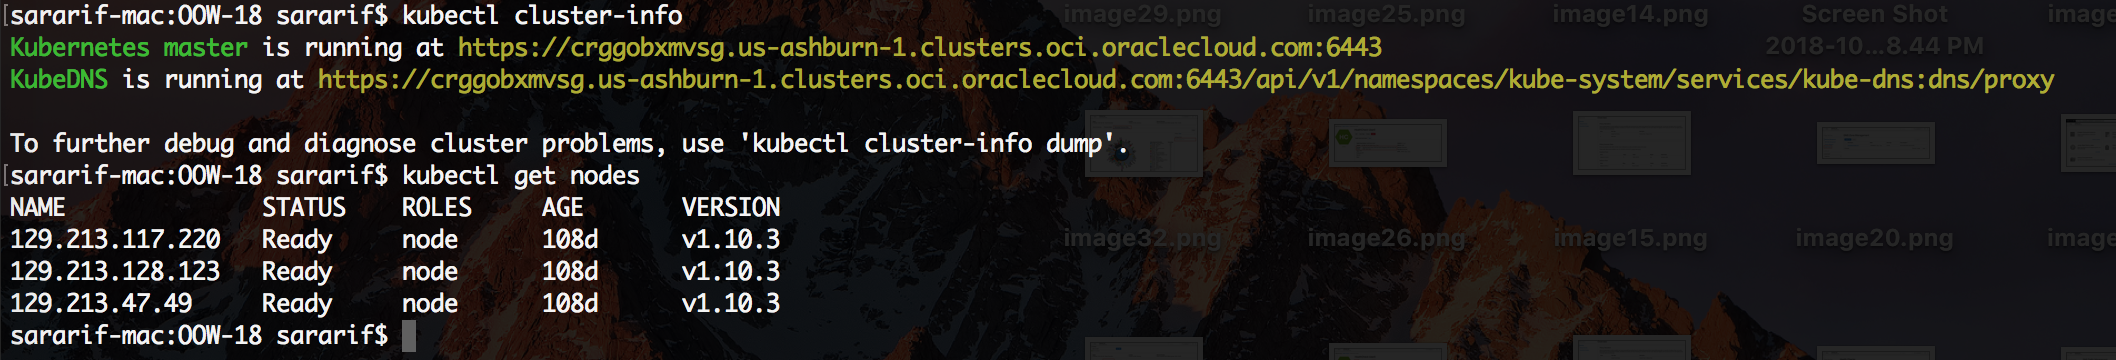 [sararif-mac:OOW-18 sararif$ kubectl cluster-info
Kubernetes master is running at https://crggobxmvsg.us-ashburn-1.clusters.oci.oraclecloud.com:6443
KubeDNS is running at https://crggobxmvsg.us-ashburn-1.clusters.oci.oraclecloud.com:6443/api/v1/namespaces/kube-system/services/kube-dns:dns/proxy
To further debug and diagnose cluster problems, use 'kubectl cluster-info dump'.
[sararif-mac:OOW-18 sararif$ kubectl get nodes
NAME STATUS ROLES AGE VERSION
129.213.117.220 Ready node 108d v1.10.3
129.213.128.123 Ready node 108d v1.10.3
129.213.47.49 Ready node 108d v1.10.3
sararif-mac:OOW-18 sararif$
image29.png image25.png image14.png Screen Shot
2018-10...8.44 PM
image32.png image26.png image15.png image20.png